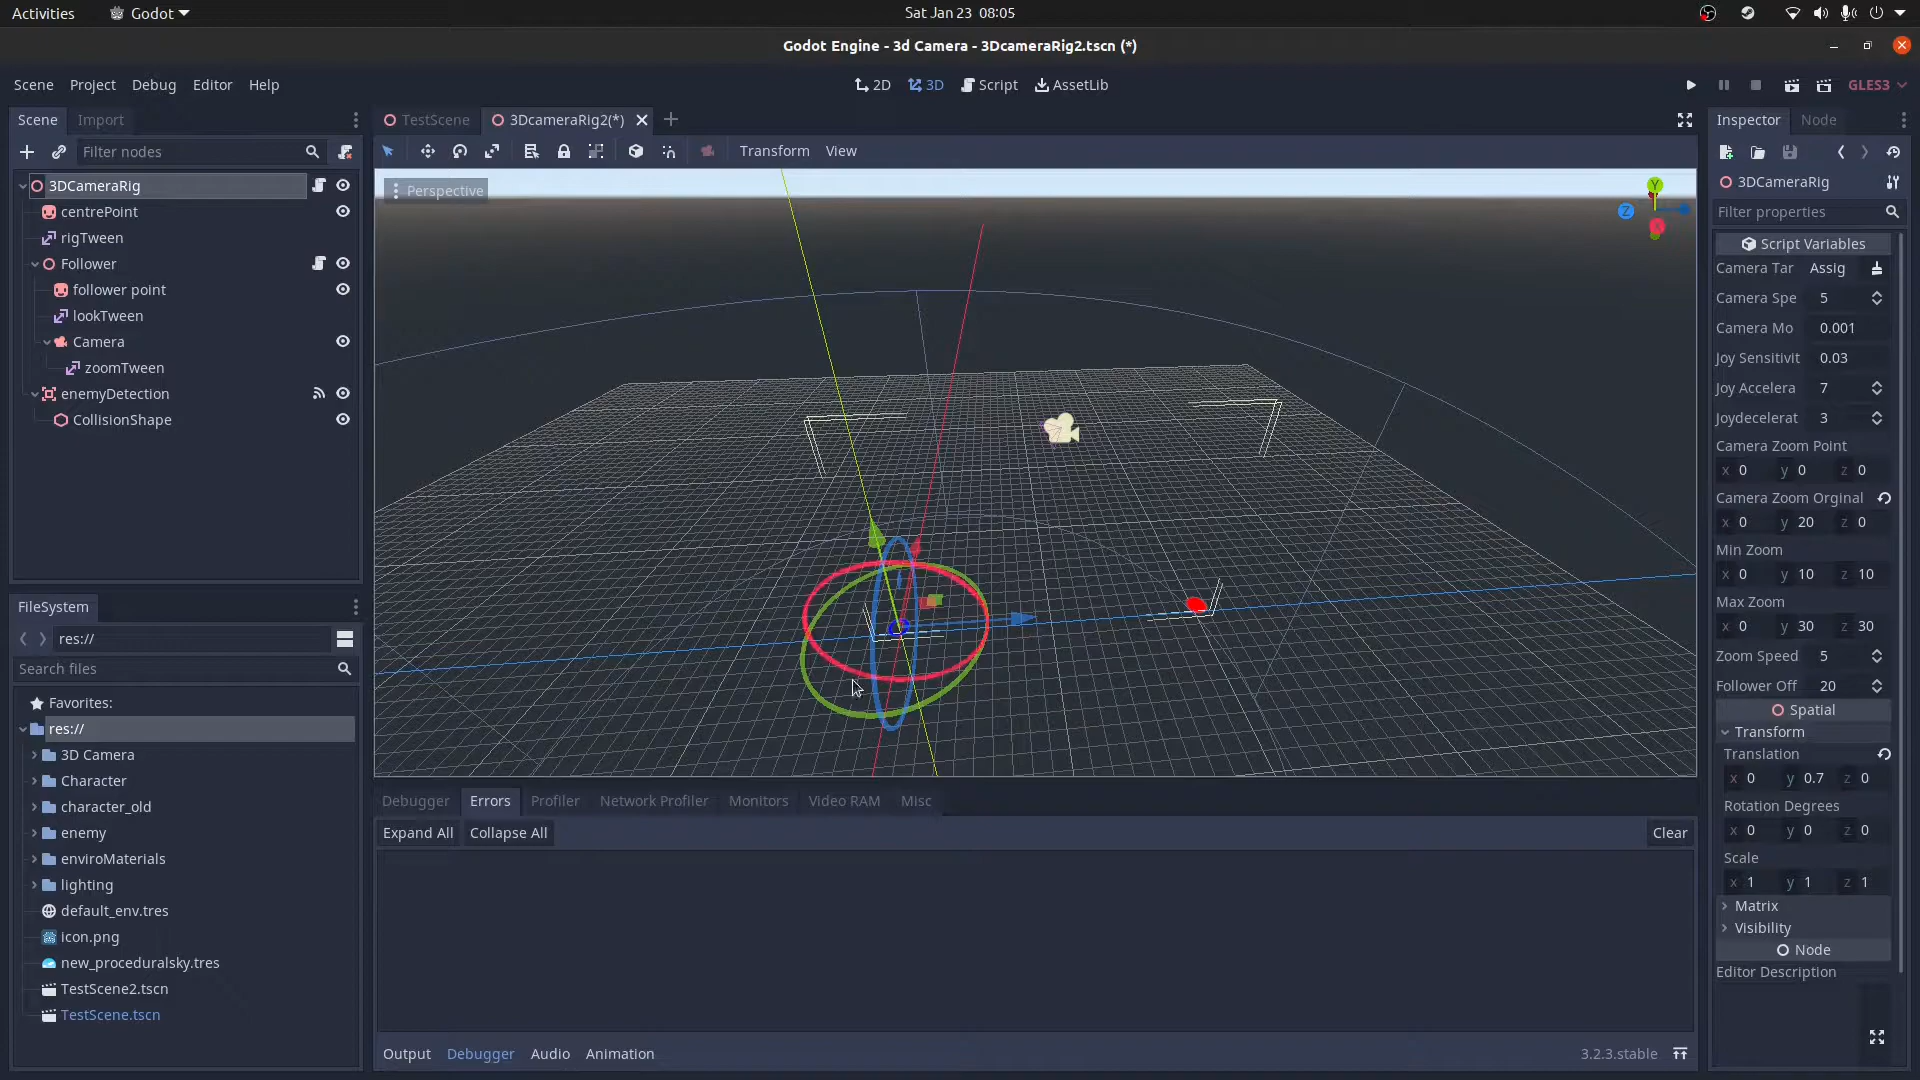 Activities
Godot
Sat Jan 23 08:05
Godot Engine - 3d Camera - 3DcameraRig2.tscn (*)
Scene Project Debug Editor Help
2D 3D Script AssetLib
GLES3
Scene Import
Filter nodes
3DCameraRig
centrePoint
rigTween
Follower
follower point
lookTween
Camera
zoomTween
enemyDetection
CollisionShape
FileSystem
res://
Search files
Favorites:
res://
3D Camera
Character
character_old
enemy
enviroMaterials
lighting
default_env.tres
icon.png
new_proceduralsky.tres
TestScene2.tscn
TestScene.tscn
TestScene 3DcameraRig2(*)
Transform View
Perspective
Y
Z
X
Debugger Errors Profiler Network Profiler Monitors Video RAM Misc
Expand All Collapse All Clear
Output Debugger Audio Animation 3.2.3.stable
Inspector Node
3DCameraRig
Filter properties
Script Variables
Camera Tar Assig
Camera Spe 5
Camera Mo 0.001
Joy Sensitivit 0.03
Joy Accelera 7
Joydecelerat 3
Camera Zoom Point
x 0 y 0 z 0
Camera Zoom Orginal
x 0 y 20 z 0
Min Zoom
x 0 y 10 z 10
Max Zoom
x 0 y 30 z 30
Zoom Speed 5
Follower Off 20
Spatial
Transform
Translation
x 0 y 0.7 z 0
Rotation Degrees
x 0 y 0 z 0
Scale
x 1 y 1 z 1
Matrix
Visibility
Node
Editor Description